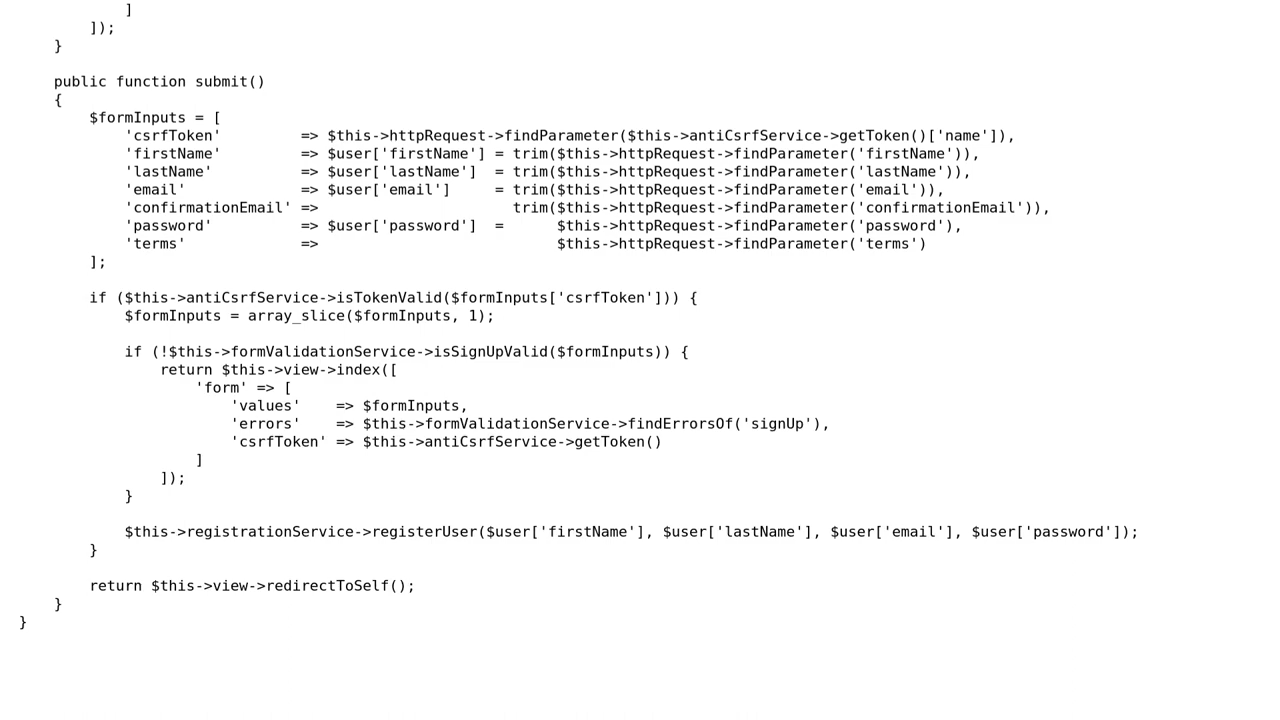 ]
]);
}
public function submit()
{
$formInputs = [
'csrfToken' => $this->httpRequest->findParameter($this->antiCsrfService->getToken()['name']),
'firstName' => $user['firstName'] = trim($this->httpRequest->findParameter('firstName')),
'lastName' => $user['lastName'] = trim($this->httpRequest->findParameter('lastName')),
'email' => $user['email'] = trim($this->httpRequest->findParameter('email')),
'confirmationEmail' => trim($this->httpRequest->findParameter('confirmationEmail')),
'password' => $user['password'] = $this->httpRequest->findParameter('password'),
'terms' => $this->httpRequest->findParameter('terms')
];
if ($this->antiCsrfService->isTokenValid($formInputs['csrfToken'])) {
$formInputs = array_slice($formInputs, 1);
if (!$this->formValidationService->isSignUpValid($formInputs)) {
return $this->view->index([
'form' => [
'values' => $formInputs,
'errors' => $this->formValidationService->findErrorsOf('signUp'),
'csrfToken' => $this->antiCsrfService->getToken()
]
]);
}
$this->registrationService->registerUser($user['firstName'], $user['lastName'], $user['email'], $user['password']);
}
return $this->view->redirectToSelf();
}
}